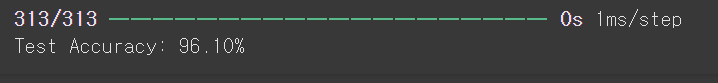 313/313 ━━━━━━━━━━━━━━━━━━━━ 0s 1ms/step
Test Accuracy: 96.10%